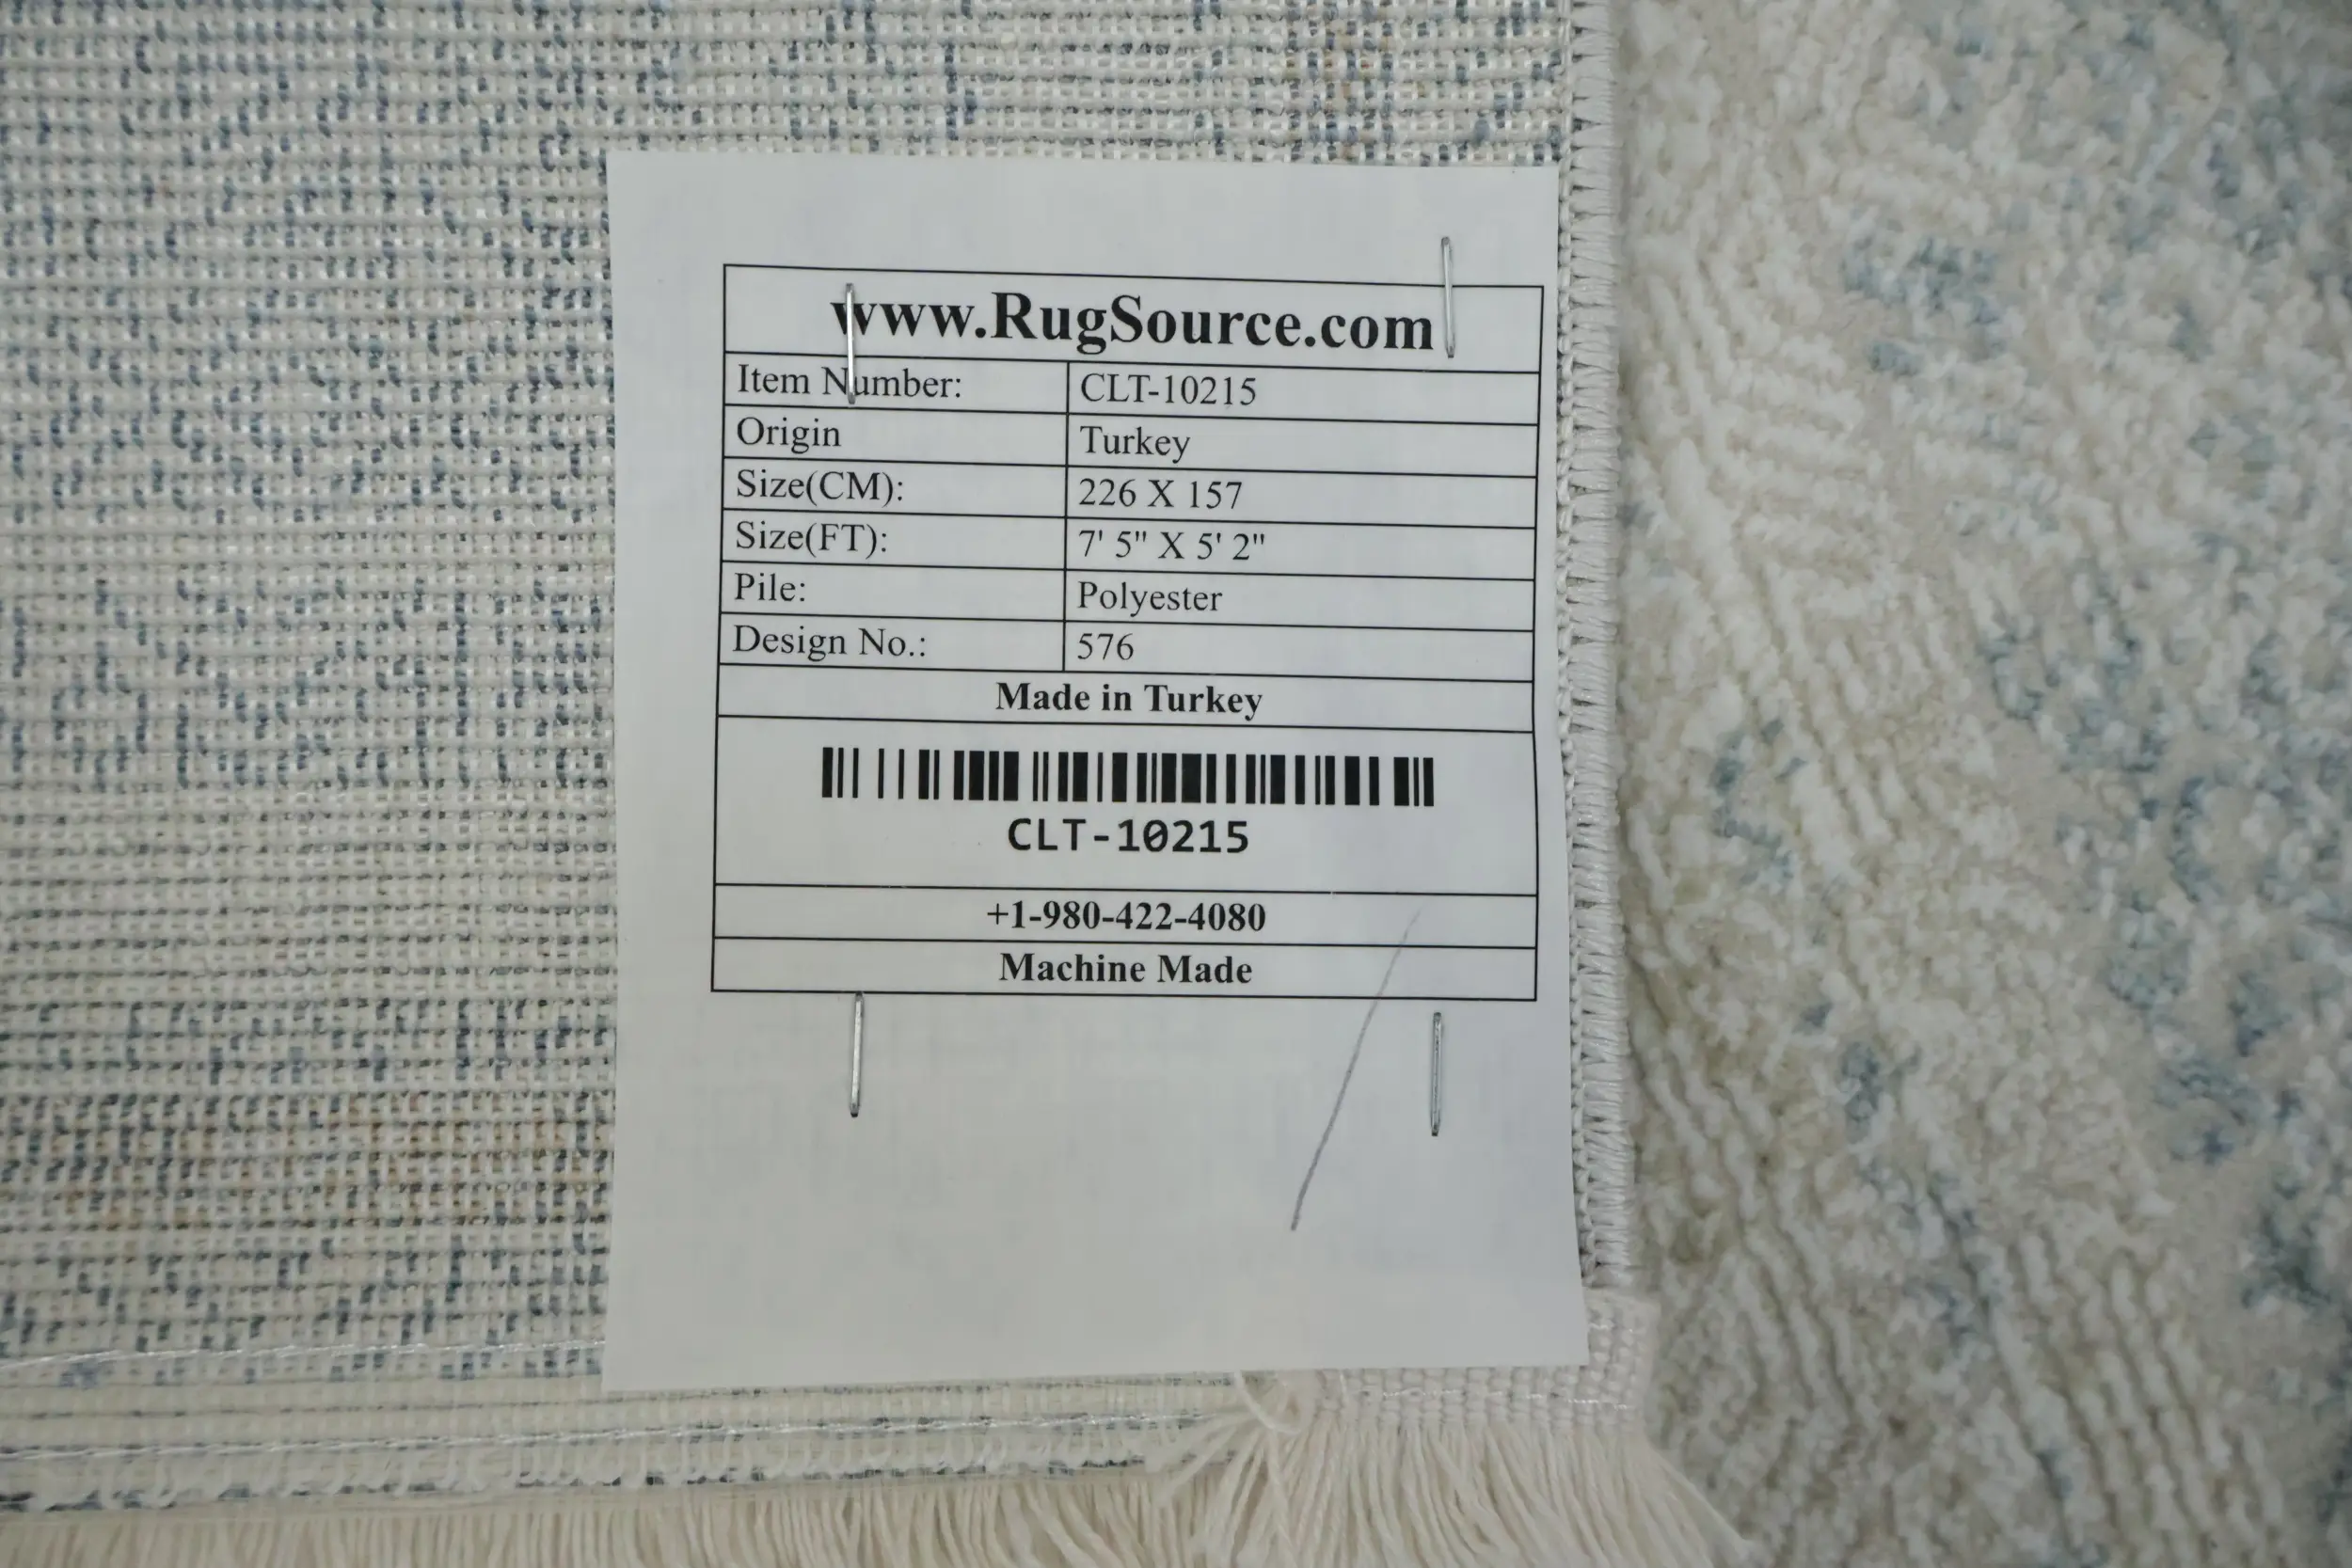 www.RugSource.com
Item Number: CLT-10215
Origin Turkey
Size(CM): 226 X 157
Size(FT): 7' 5" X 5' 2"
Pile: Polyester
Design No.: 576
Made in Turkey
CLT-10215
+1-980-422-4080
Machine Made